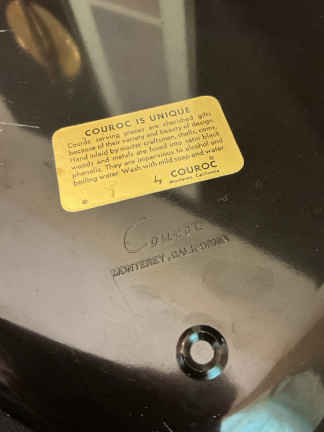 COUROC IS UNIQUE
Couroc serving pieces are cherished gifts
because of their variety and beauty of design.
Hand inlaid by master craftsmen, shells, coins,
woods and metals are fused into satin black
phenolic. They are impervious to alcohol and
boiling water. Wash with mild soap and water.
by COUROC®
Monterey, California
Couroc
MONTEREY, CALIFORNIA